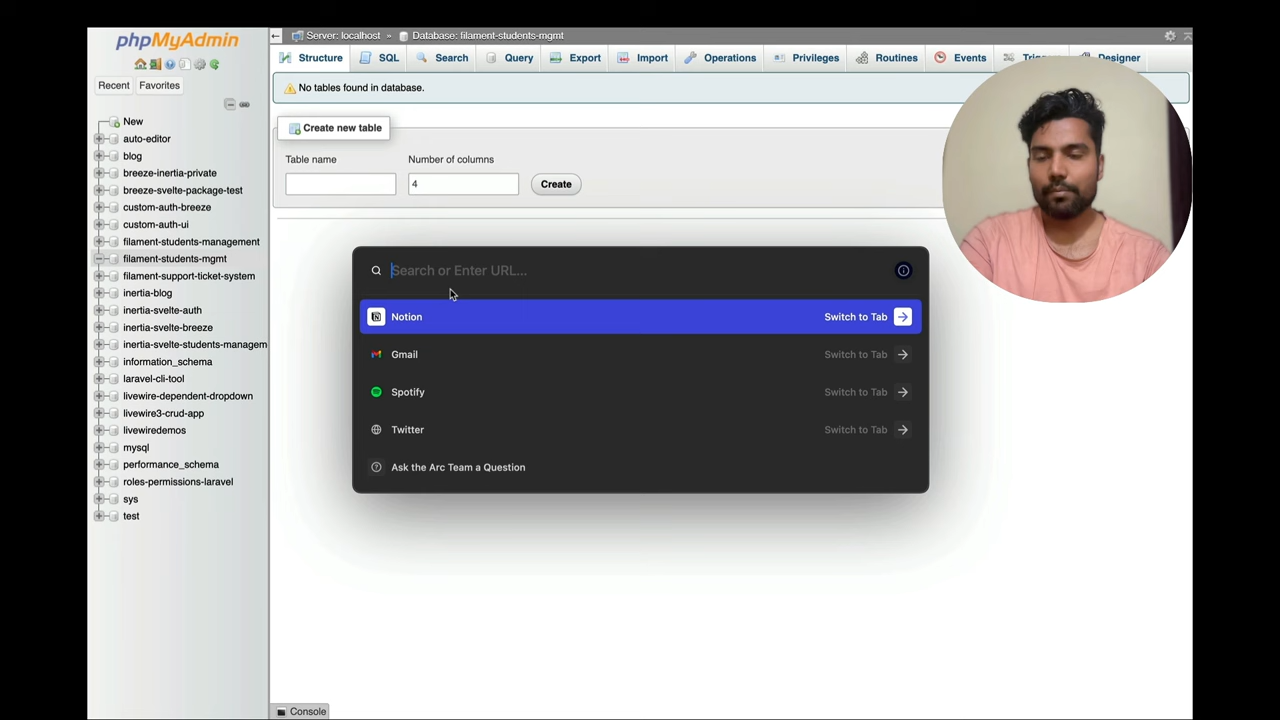 phpMyAdmin
Recent
Favorites
New
auto-editor
blog
breeze-inertia-private
breeze-svelte-package-test
custom-auth-breeze
custom-auth-ui
filament-students-management
filament-students-mgmt
filament-support-ticket-system
inertia-blog
inertia-svelte-auth
inertia-svelte-breeze
inertia-svelte-students-managem
information_schema
laravel-cli-tool
livewire-dependent-dropdown
livewire3-crud-app
livewiredemos
mysql
performance_schema
roles-permissions-laravel
sys
test
Server: localhost » Database: filament-students-mgmt
Structure SQL Search Query Export Import Operations Privileges Routines Events Designer
No tables found in database.
Create new table
Table name Number of columns
4 Create
Search or Enter URL...
Notion Switch to Tab
Gmail Switch to Tab
Spotify Switch to Tab
Twitter Switch to Tab
Ask the Arc Team a Question
Console